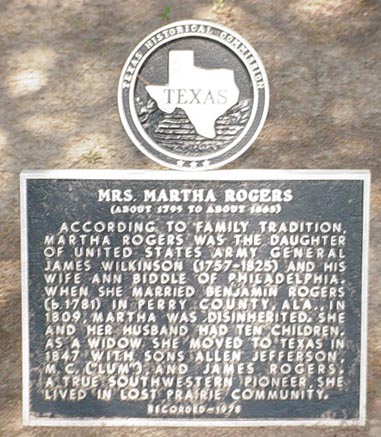 TEXAS HISTORICAL COMMISSION
TEXAS
MRS. MARTHA ROGERS
(ABOUT 1795 TO ABOUT 1865)
ACCORDING TO FAMILY TRADITION,
MARTHA ROGERS WAS THE DAUGHTER
OF UNITED STATES ARMY GENERAL
JAMES WILKINSON (1757-1825) AND HIS
WIFE ANN BIDDLE OF PHILADELPHIA.
WHEN SHE MARRIED BENJAMIN ROGERS
(b.1781) IN PERRY COUNTY, ALA., IN
1809, MARTHA WAS DISINHERITED. SHE
AND HER HUSBAND HAD TEN CHILDREN.
AS A WIDOW, SHE MOVED TO TEXAS IN
1847 WITH SONS ALLEN JEFFERSON,
M.C. ("LUM") AND JAMES ROGERS.
A TRUE SOUTHWESTERN PIONEER, SHE
LIVED IN LOST PRAIRIE COMMUNITY.
RECORDED-1978